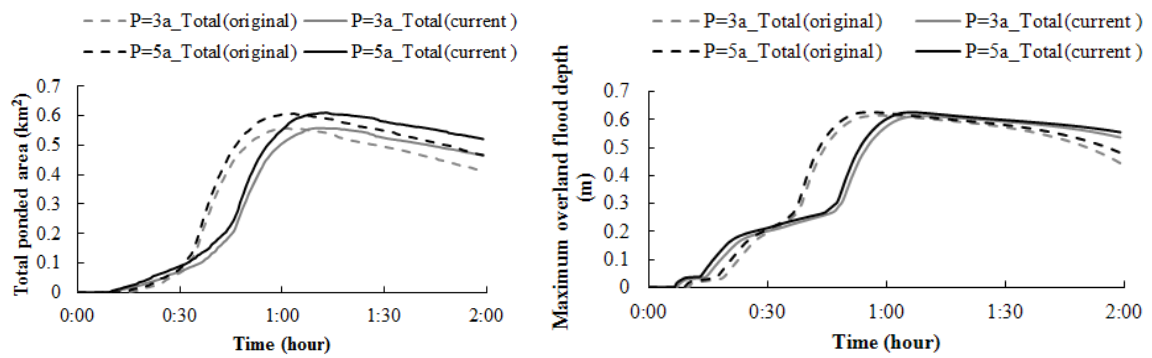 P=3a_Total(original) P=3a_Total(current )
P=5a_Total(original) P=5a_Total(current )
Total ponded area (km²)
0.7
0.6
0.5
0.4
0.3
0.2
0.1
0
0:00 0:30 1:00 1:30 2:00
Time (hour)
P=3a_Total(original) P=3a_Total(current )
P=5a_Total(original) P=5a_Total(current )
Maximum overland flood depth
(m)
0.7
0.6
0.5
0.4
0.3
0.2
0.1
0
0:00 0:30 1:00 1:30 2:00
Time (hour)